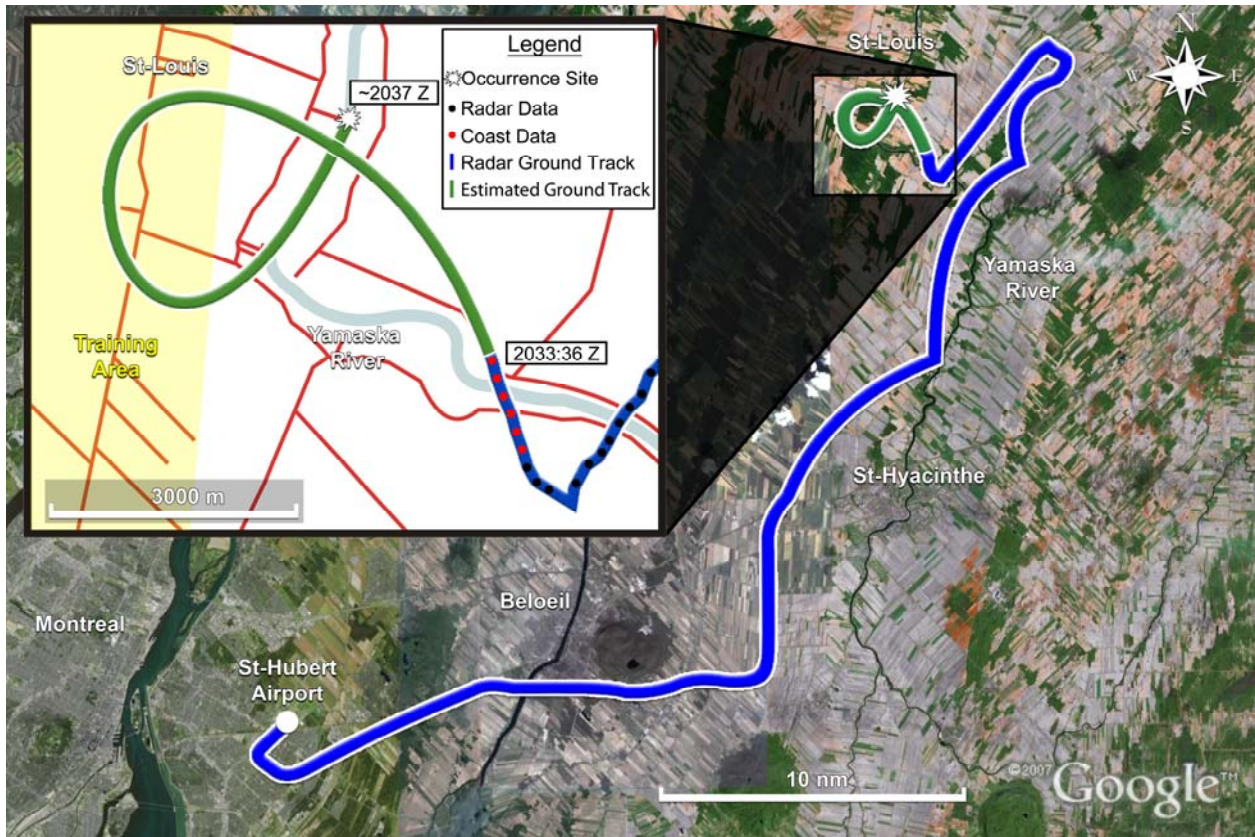 St-Louis
~2037 Z
Legend
Occurrence Site
Radar Data
Coast Data
Radar Ground Track
Estimated Ground Track
Yamaska
River
2033:36 Z
Training
Area
3000 m
St-Louis
N
W
E
S
Yamaska
River
St-Hyacinthe
Beloeil
Montreal
St-Hubert
Airport
10 nm
©2007 Google™